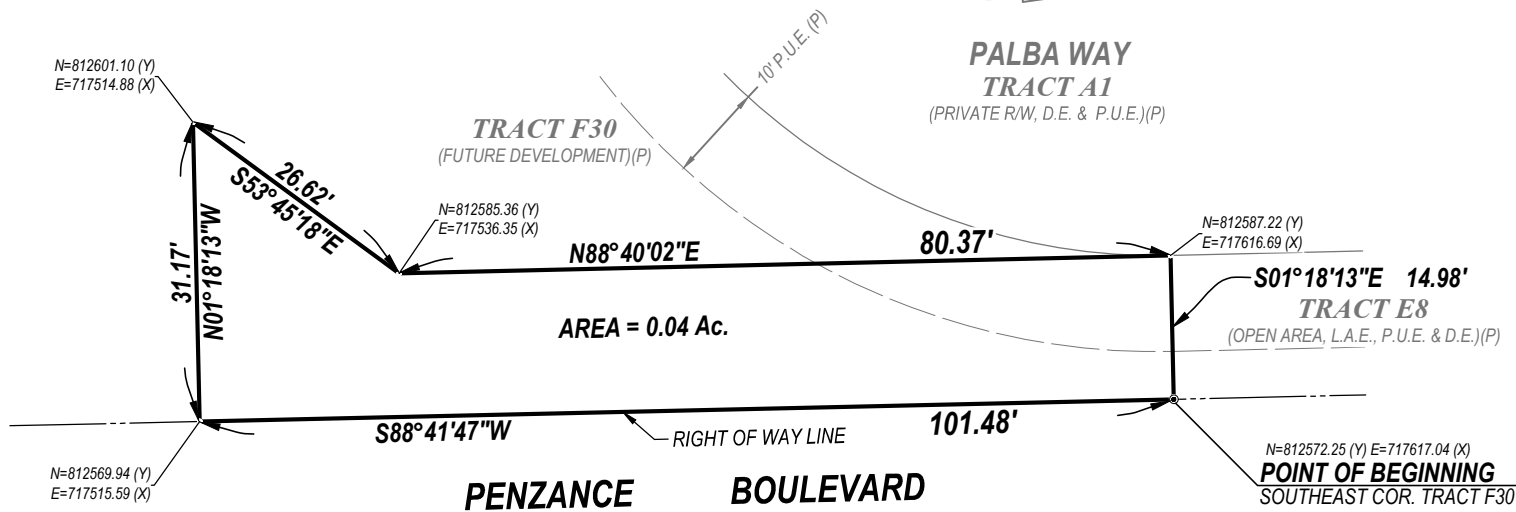 10' P.U.E. (P)
PALBA WAY
TRACT A1
(PRIVATE R/W, D.E. & P.U.E.)(P)
N=812601.10 (Y)
E=717514.88 (X)
TRACT F30
(FUTURE DEVELOPMENT)(P)
26.62'
S53°45'18"E
N=812585.36 (Y)
E=717536.35 (X)
N=812587.22 (Y)
E=717616.69 (X)
31.17'
N01°18'13"W
N88°40'02"E 80.37'
S01°18'13"E 14.98'
TRACT E8
(OPEN AREA, L.A.E., P.U.E. & D.E.)(P)
AREA = 0.04 Ac.
S88°41'47"W 101.48'
RIGHT OF WAY LINE
N=812569.94 (Y)
E=717515.59 (X)
N=812572.25 (Y) E=717617.04 (X)
POINT OF BEGINNING
SOUTHEAST COR. TRACT F30
PENZANCE BOULEVARD